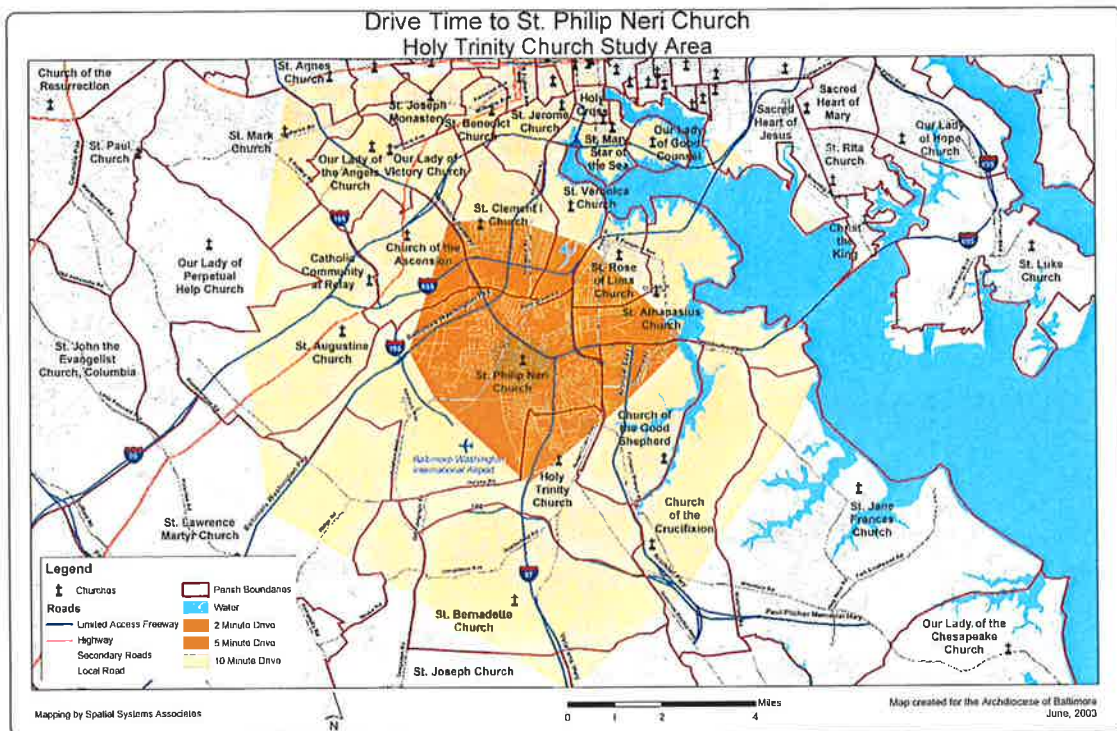 Drive Time to St. Philip Neri Church
Holy Trinity Church Study Area
Church of the
Resurrection
St. Agnes
Church
St. Paul
Church
St. Mark
Church
St. Joseph
Monastery
St. Benedict
Church
St. Jerome
Church
Holy
Cross
St. Mary
Star of
the Sea
Our Lady
of Good
Counsel
Sacred
Heart of
Jesus
Sacred
Heart of
Mary
Our Lady
of Hope
Church
St. Rita
Church
Our Lady of
the Angels
Church
Our Lady of
Victory Church
St. Veronica
Church
St. Clement I
Church
Christ
the
King
St. Luke
Church
Our Lady of
Perpetual
Help Church
Catholic
Community
at Relay
Church of the
Ascension
St. Rose
of Lima
Church
St. Athanasius
Church
St. John the
Evangelist
Church, Columbia
St. Augustine
Church
St. Philip Neri
Church
Baltimore Washington
International Airport
Church of
the Good
Shepherd
Holy
Trinity
Church
Church of the
Crucifixion
St. Jane
Frances
Church
St. Lawrence
Martyr Church
St. Bernadette
Church
St. Joseph Church
Paul Pitcher Memorial Hwy
Our Lady of the
Chesapeake
Church
895
695
97
Legend
Churches
Roads
Limited Access Freeway
Highway
Secondary Roads
Local Road
Parish Boundaries
Water
2 Minute Drive
5 Minute Drive
10 Minute Drive
Mapping by Spatial Systems Associates
N
0 1 2 4
Miles
Map created for the Archdiocese of Baltimore
June, 2003